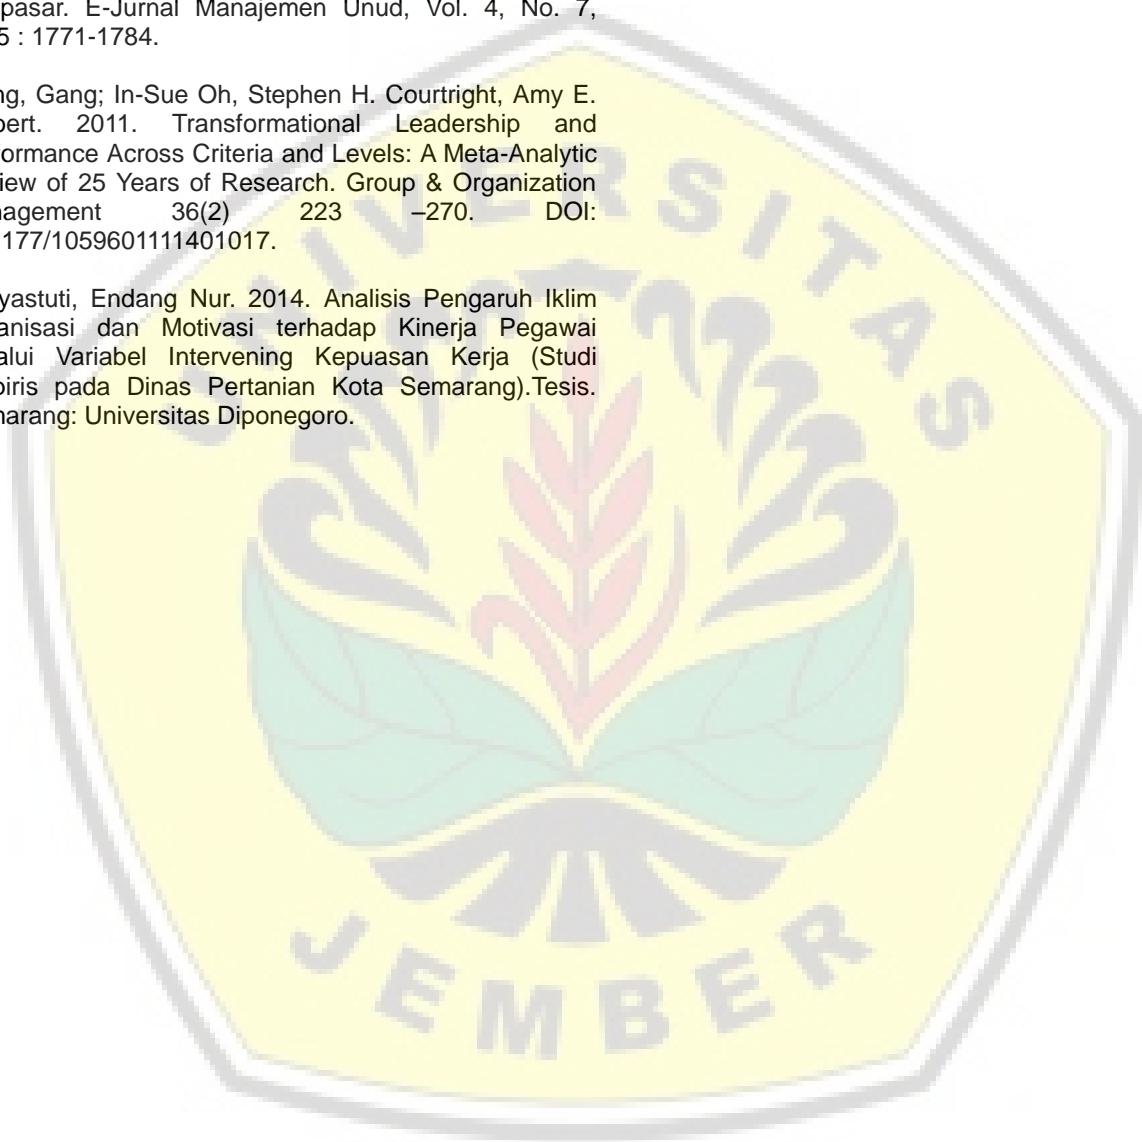 pasar. E-Jurnal Manajemen Unud, Vol. 4, No. 7,
5 : 1771-1784.
ng, Gang; In-Sue Oh, Stephen H. Courtright, Amy E.
bert. 2011. Transformational Leadership and
formance Across Criteria and Levels: A Meta-Analytic
view of 25 Years of Research. Group & Organization
nagement 36(2) 223 –270. DOI:
177/1059601111401017.
yastuti, Endang Nur. 2014. Analisis Pengaruh Iklim
anisasi dan Motivasi terhadap Kinerja Pegawai
alui Variabel Intervening Kepuasan Kerja (Studi
piris pada Dinas Pertanian Kota Semarang).Tesis.
marang: Universitas Diponegoro.
UNIVERSITAS
JEMBER